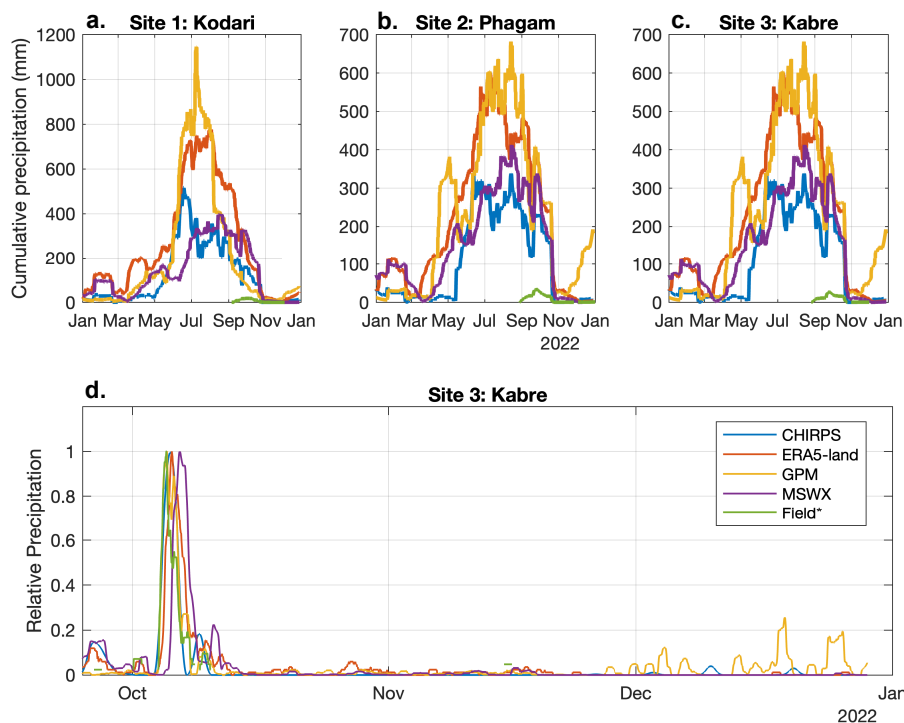 a. Site 1: Kodari
b. Site 2: Phagam
c. Site 3: Kabre
Cumulative precipitation (mm)
1200
1000
800
600
400
200
0
Jan Mar May Jul Sep Nov Jan
700
600
500
400
300
200
100
0
Jan Mar May Jul Sep Nov Jan
2022
700
600
500
400
300
200
100
0
Jan Mar May Jul Sep Nov Jan
d. Site 3: Kabre
Relative Precipitation
1
0.8
0.6
0.4
0.2
0
Oct Nov Dec Jan
2022
CHIRPS
ERA5-land
GPM
MSWX
Field*